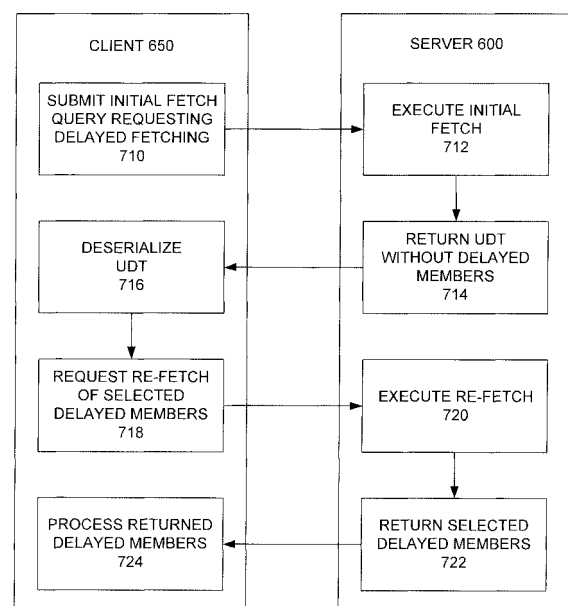 CLIENT 650
SERVER 600
SUBMIT INITIAL FETCH
QUERY REQUESTING
DELAYED FETCHING
710
EXECUTE INITIAL
FETCH
712
RETURN UDT
WITHOUT DELAYED
MEMBERS
714
DESERIALIZE
UDT
716
REQUEST RE-FETCH
OF SELECTED
DELAYED MEMBERS
718
EXECUTE RE-FETCH
720
RETURN SELECTED
DELAYED MEMBERS
722
PROCESS RETURNED
DELAYED MEMBERS
724